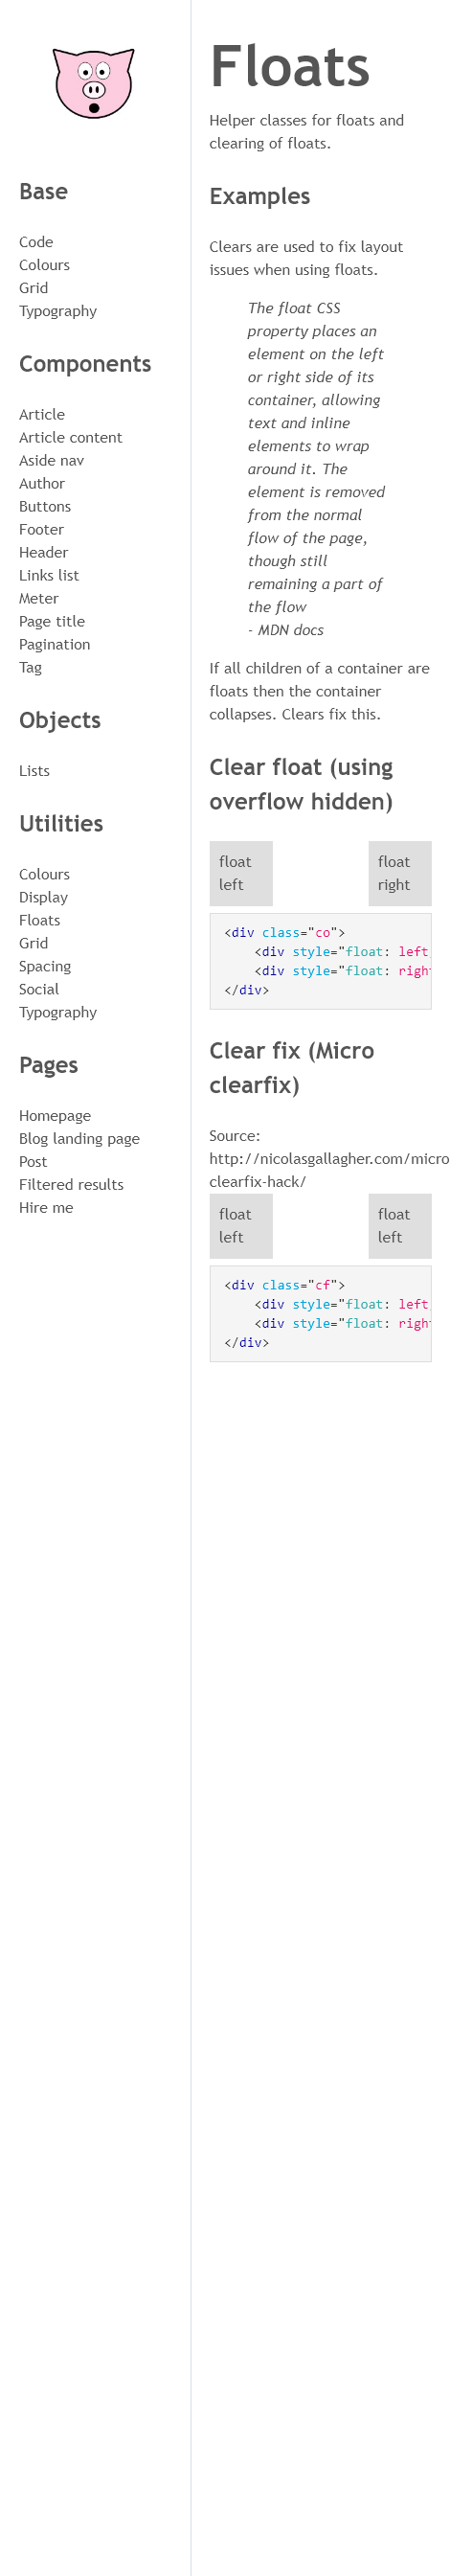 Base
Code
Colours
Grid
Typography
Components
Article
Article content
Aside nav
Author
Buttons
Footer
Header
Links list
Meter
Page title
Pagination
Tag
Objects
Lists
Utilities
Colours
Display
Floats
Grid
Spacing
Social
Typography
Pages
Homepage
Blog landing page
Post
Filtered results
Hire me
Floats
Helper classes for floats and
clearing of floats.
Examples
Clears are used to fix layout
issues when using floats.
The float CSS
property places an
element on the left
or right side of its
container, allowing
text and inline
elements to wrap
around it. The
element is removed
from the normal
flow of the page,
though still
remaining a part of
the flow
- MDN docs
If all children of a container are
floats then the container
collapses. Clears fix this.
Clear float (using
overflow hidden)
float
left
float
right
<div class="co">
    <div style="float: left
    <div style="float: right
</div>
Clear fix (Micro
clearfix)
Source:
http://nicolasgallagher.com/micro
clearfix-hack/
float
left
float
left
<div class="cf">
    <div style="float: left
    <div style="float: right
</div>